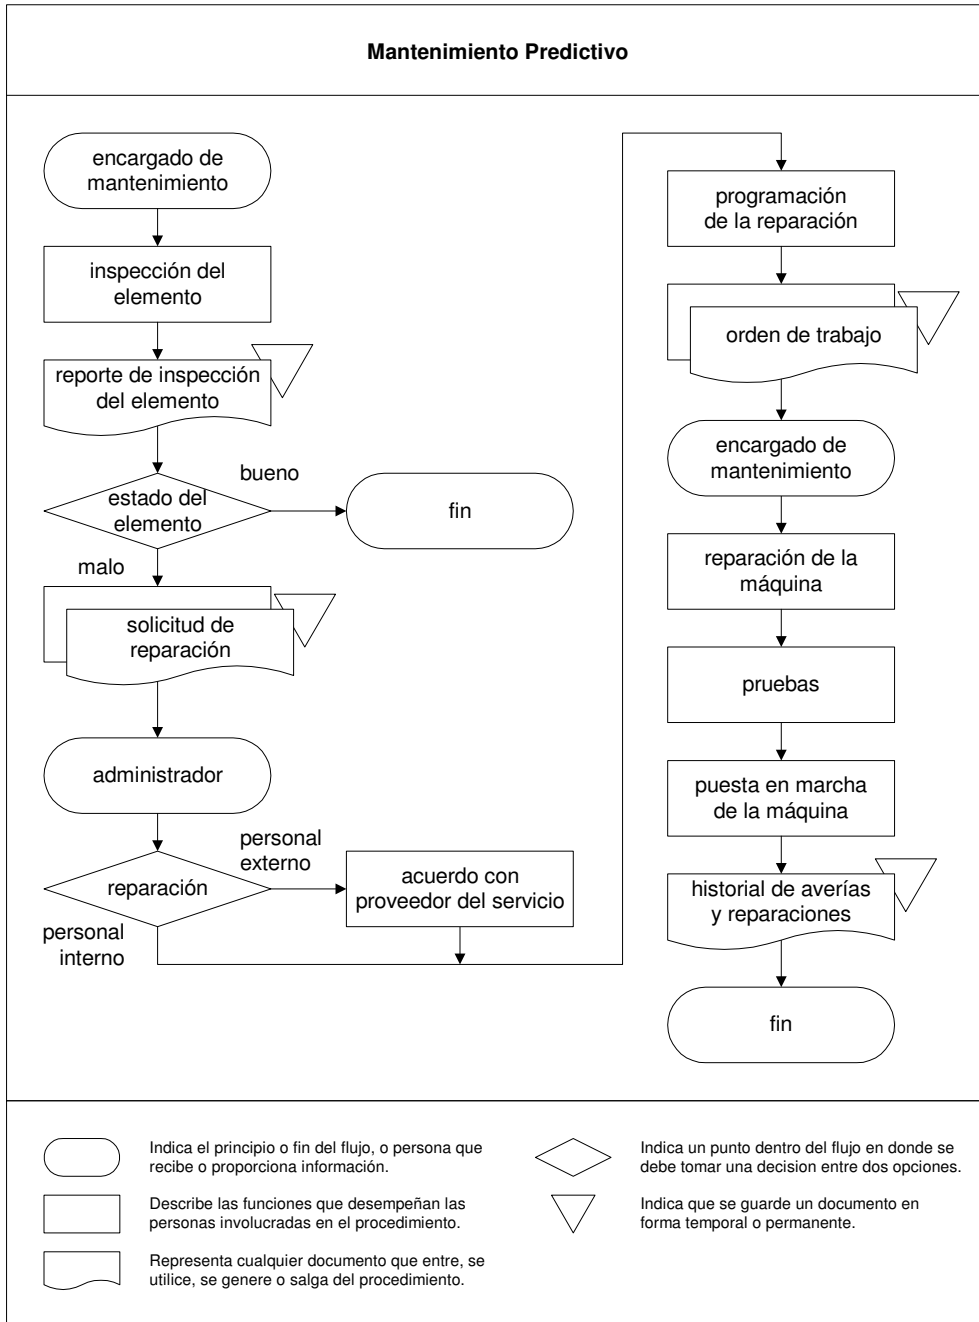 Mantenimiento Predictivo
encargado de
mantenimiento
inspección del
elemento
reporte de inspección
del elemento
estado del
elemento
bueno
fin
malo
solicitud de
reparación
administrador
reparación
personal
externo
acuerdo con
proveedor del servicio
personal
interno
programación
de la reparación
orden de trabajo
encargado de
mantenimiento
reparación de la
máquina
pruebas
puesta en marcha
de la máquina
historial de averías
y reparaciones
fin
Indica el principio o fin del flujo, o persona que
recibe o proporciona información.
Describe las funciones que desempeñan las
personas involucradas en el procedimiento.
Representa cualquier documento que entre, se
utilice, se genere o salga del procedimiento.
Indica un punto dentro del flujo en donde se
debe tomar una decision entre dos opciones.
Indica que se guarde un documento en
forma temporal o permanente.